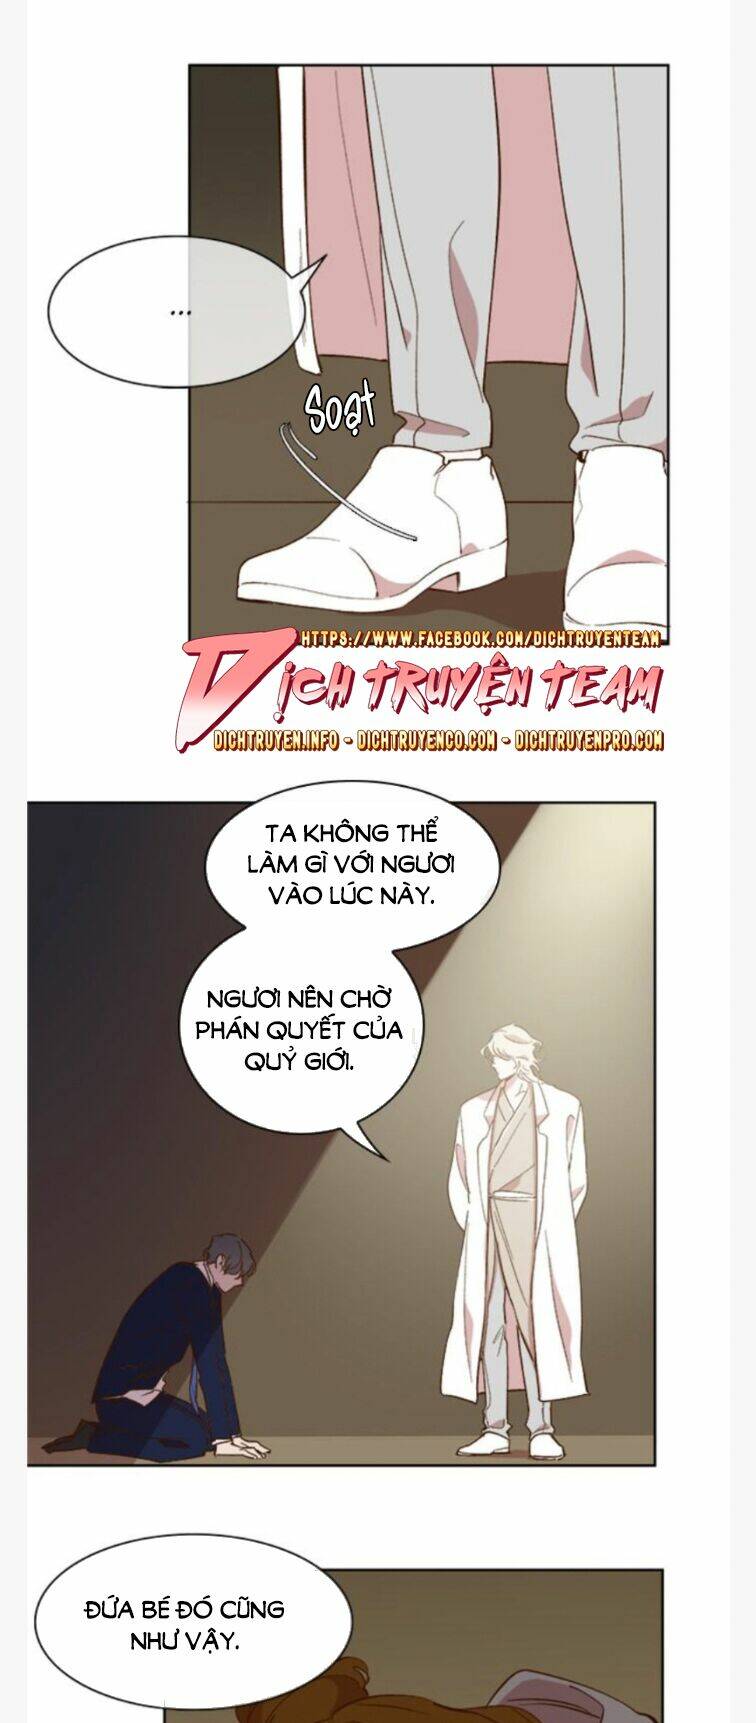 ...
Soạt
HTTPS://WWW.FACEBOOK.COM/DICHTRUYENTEAM
DỊCH TRUYỆN TEAM
DICHTRUYEN.INFO - DICHTRUYENCO.COM - DICHTRUYENPRO.COM
TA KHÔNG THỂ
LÀM GÌ VỚI NGƯƠI
VÀO LÚC NÀY.
NGƯƠI NÊN CHỜ
PHÁN QUYẾT CỦA
QUỶ GIỚI.
ĐỨA BÉ ĐÓ CŨNG
NHƯ VẬY.